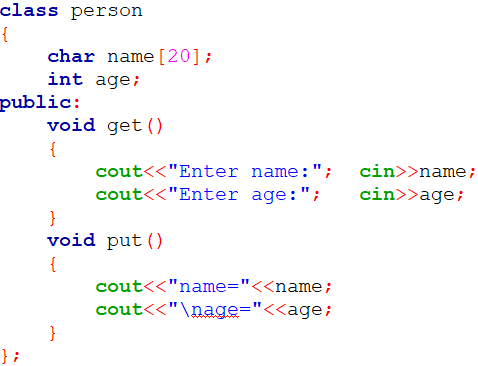 class person
{
    char name[20];
    int age;
public:
    void get()
    {
        cout<<"Enter name:";  cin>>name;
        cout<<"Enter age:";   cin>>age;
    }
    void put()
    {
        cout<<"name="<<name;
        cout<<"\nage="<<age;
    }
};